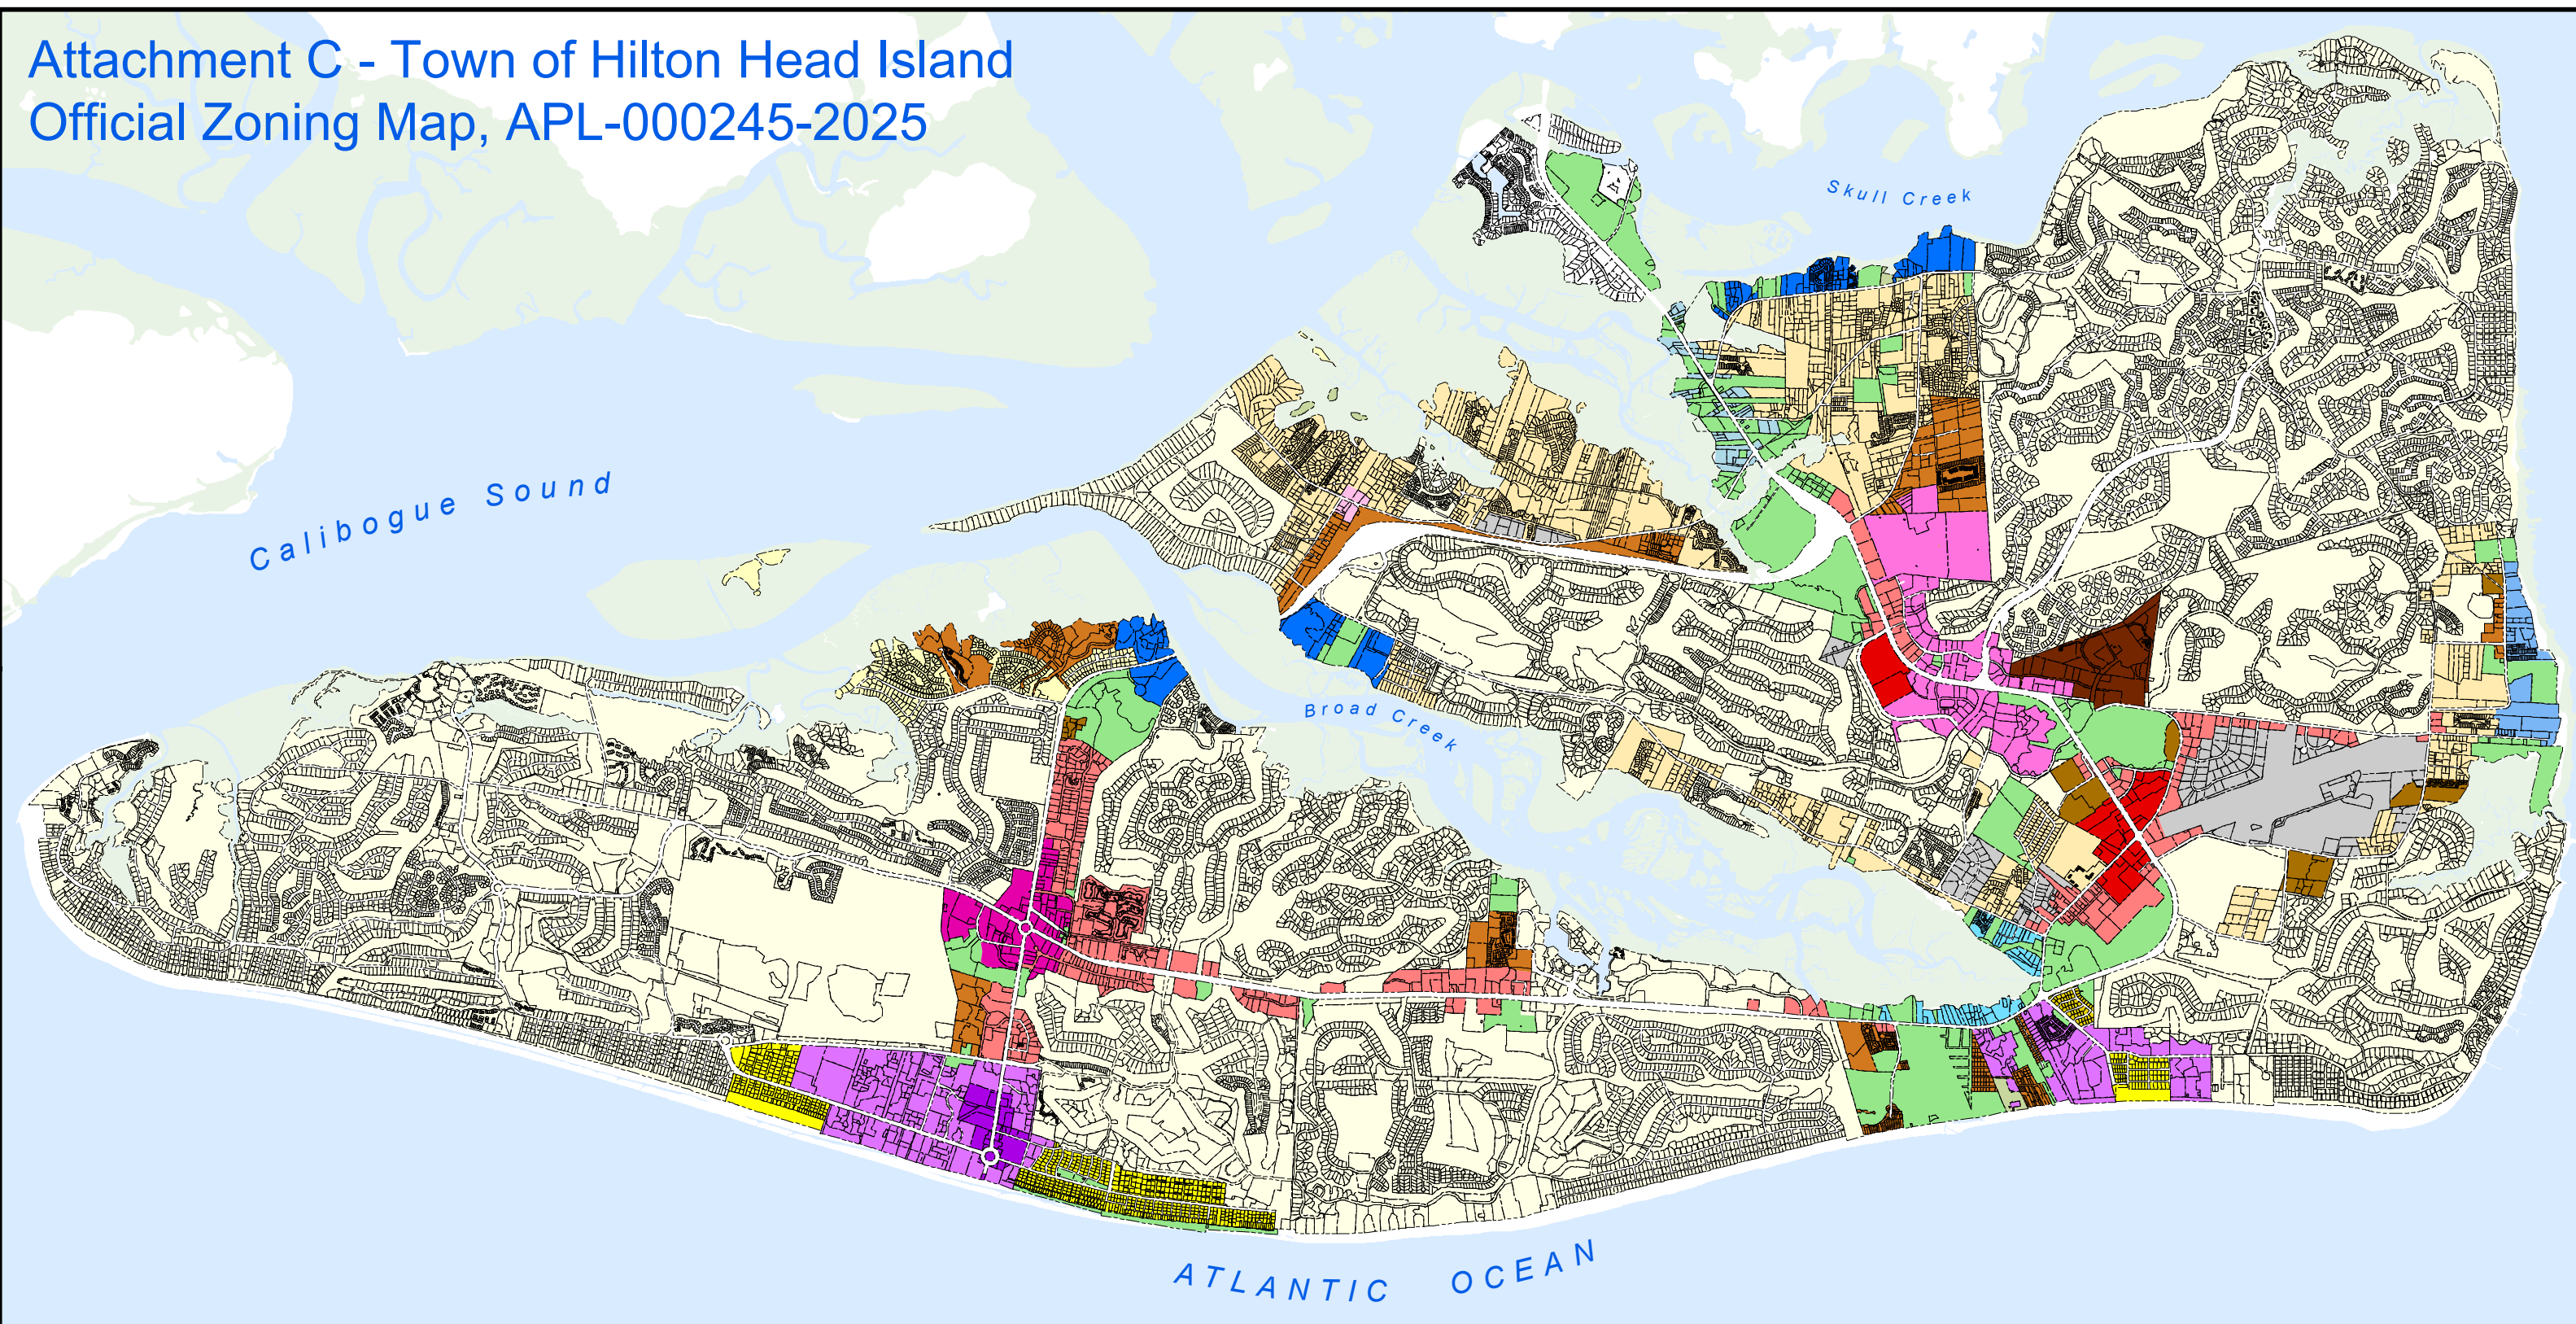 Attachment C - Town of Hilton Head Island
Official Zoning Map, APL-000245-2025
Skull Creek
Calibogue Sound
Broad Creek
ATLANTIC OCEAN